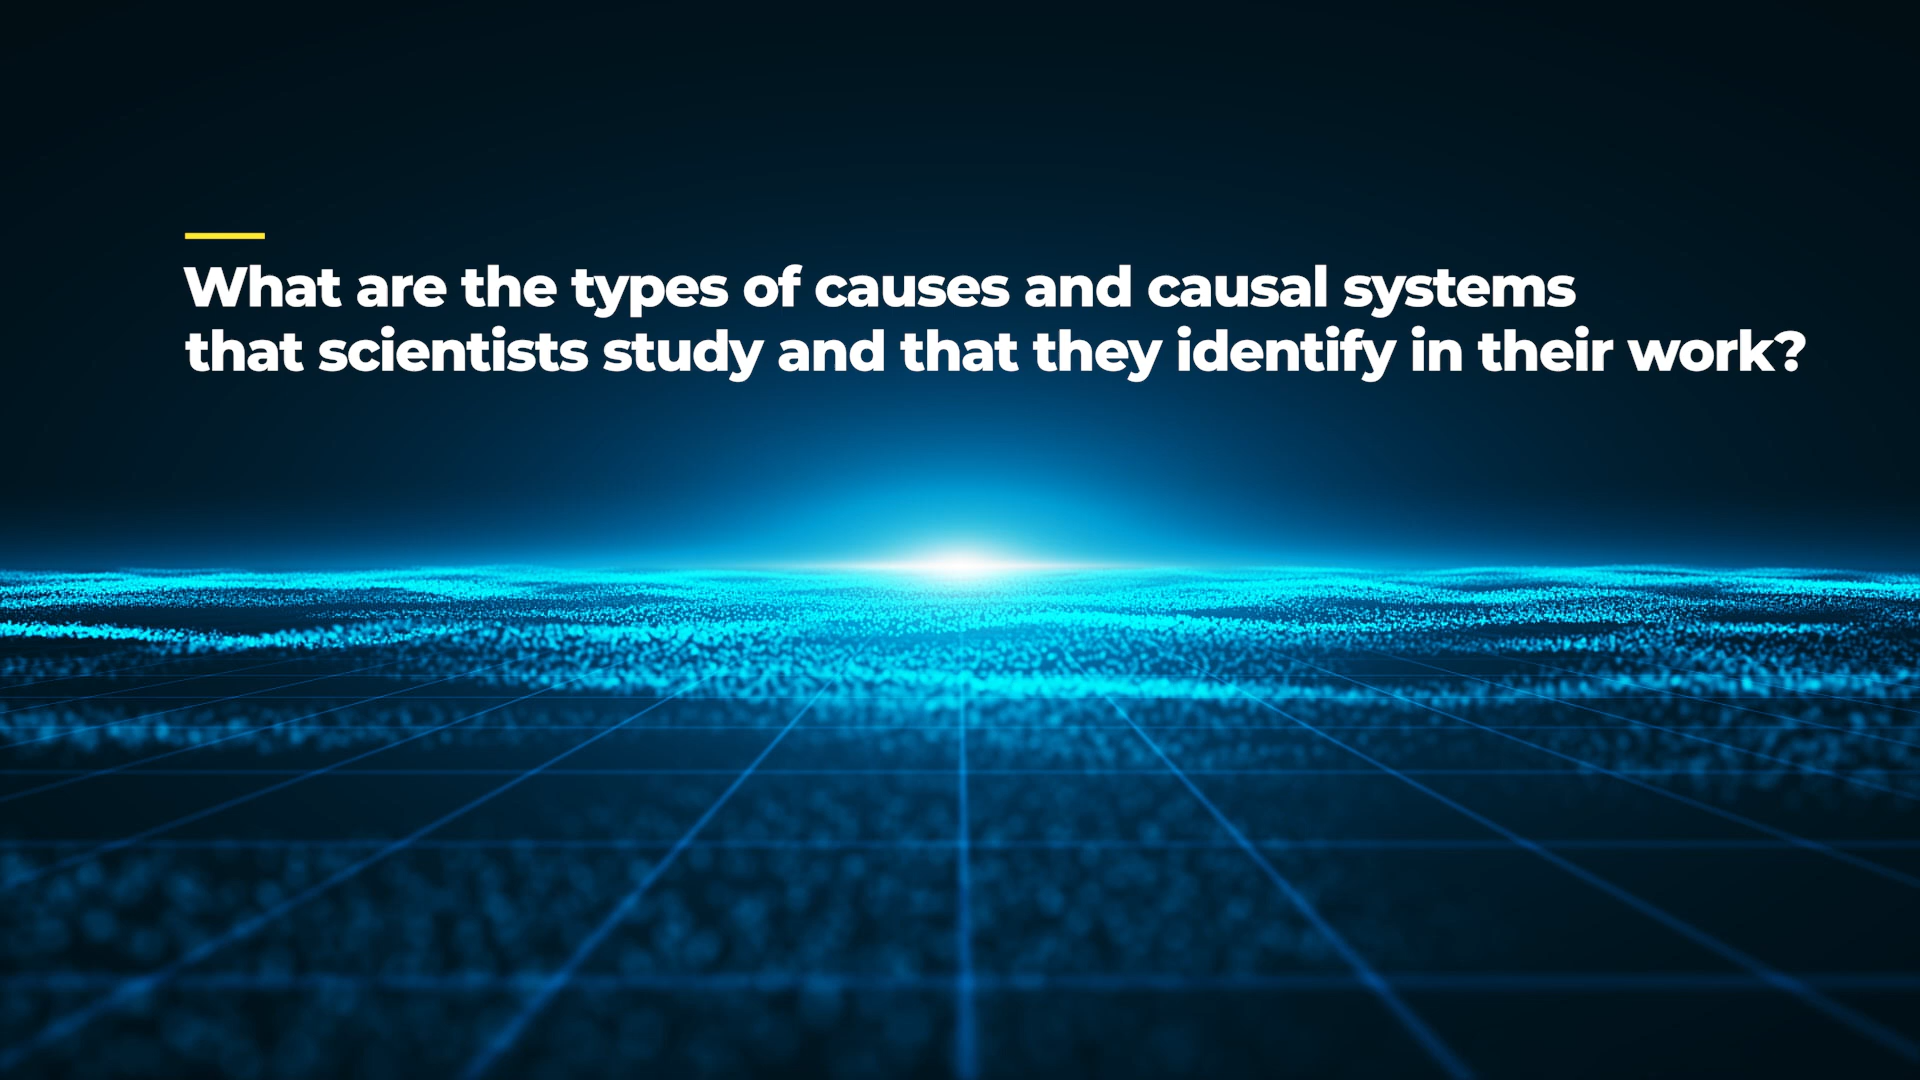 What are the types of causes and causal systems
that scientists study and that they identify in their work?